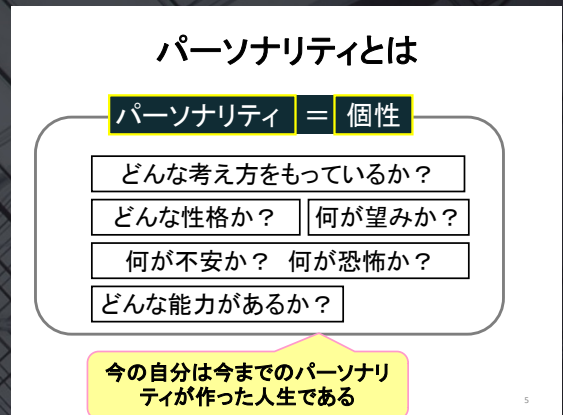 パーソナリティとは
パーソナリティ ＝ 個性
どんな考え方をもっているか？
どんな性格か？ 何が望みか？
何が不安か？ 何が恐怖か？
どんな能力があるか？
今の自分は今までのパーソナリ
ティが作った人生である
5